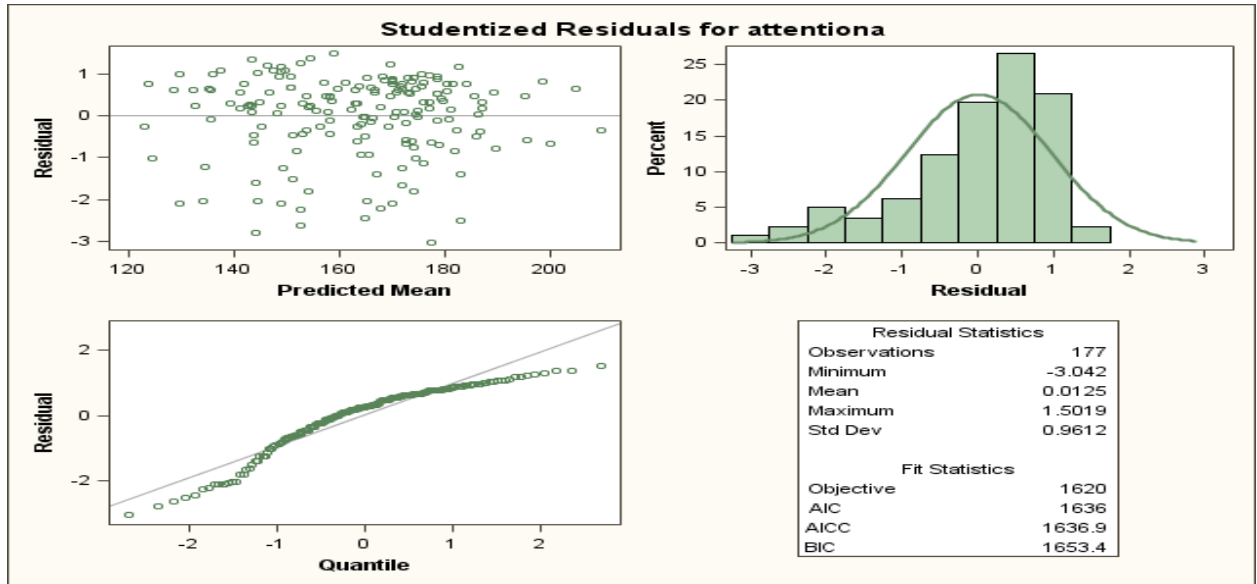 Studentized Residuals for attentiona
1
0
-1
-2
-3
Residual
120 140 160 180 200
Predicted Mean
25
20
15
10
5
0
Percent
-3 -2 -1 0 1 2 3
Residual
2
0
-2
Residual
-2 -1 0 1 2
Quantile
Residual Statistics
Observations 177
Minimum -3.042
Mean 0.0125
Maximum 1.5019
Std Dev 0.9612
Fit Statistics
Objective 1620
AIC 1636
AICC 1636.9
BIC 1653.4